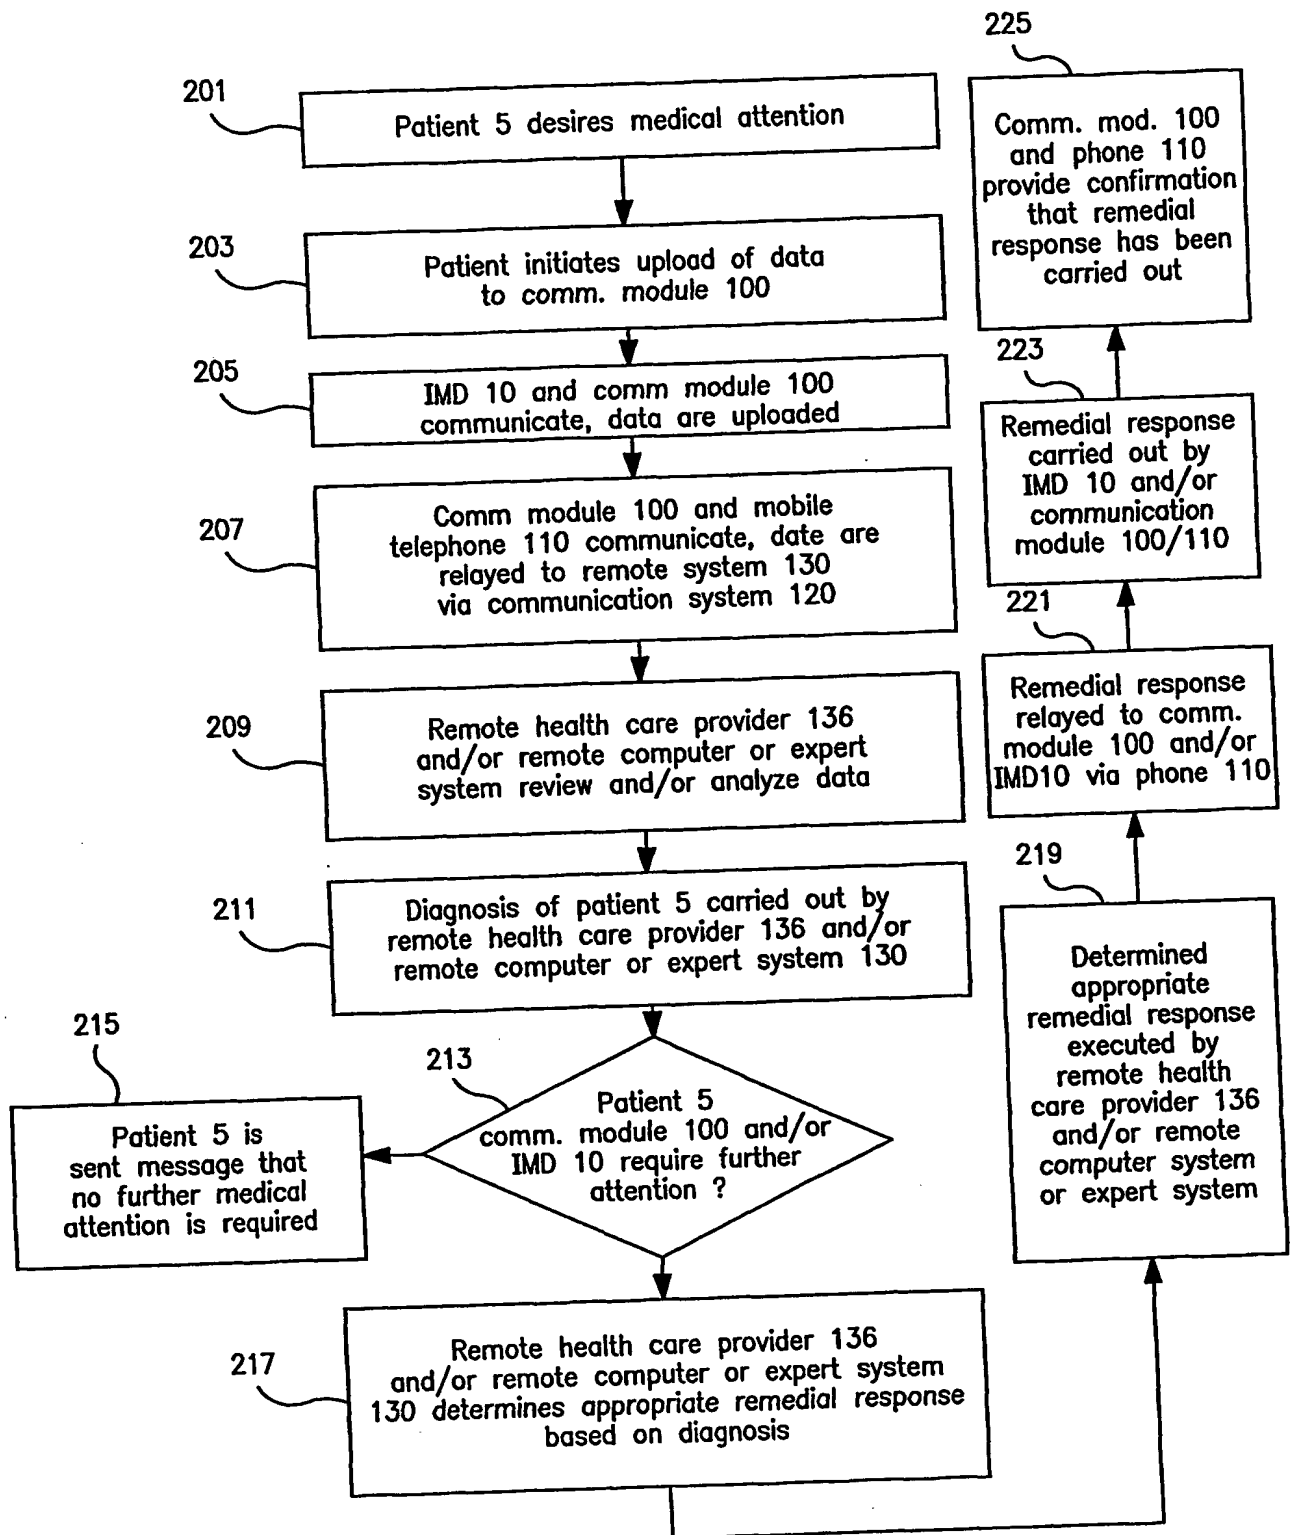 201
Patient 5 desires medical attention
203
Patient initiates upload of data
to comm. module 100
205
IMD 10 and comm module 100
communicate, data are uploaded
207
Comm module 100 and mobile
telephone 110 communicate, date are
relayed to remote system 130
via communication system 120
209
Remote health care provider 136
and/or remote computer or expert
system review and/or analyze data
211
Diagnosis of patient 5 carried out by
remote health care provider 136 and/or
remote computer or expert system 130
213
Patient 5
comm. module 100 and/or
IMD 10 require further
attention ?
215
Patient 5 is
sent message that
no further medical
attention is required
217
Remote health care provider 136
and/or remote computer or expert system
130 determines appropriate remedial response
based on diagnosis
219
Determined
appropriate
remedial response
executed by
remote health
care provider 136
and/or remote
computer system
or expert system
221
Remedial response
relayed to comm.
module 100 and/or
IMD10 via phone 110
223
Remedial response
carried out by
IMD 10 and/or
communication
module 100/110
225
Comm. mod. 100
and phone 110
provide confirmation
that remedial
response has been
carried out